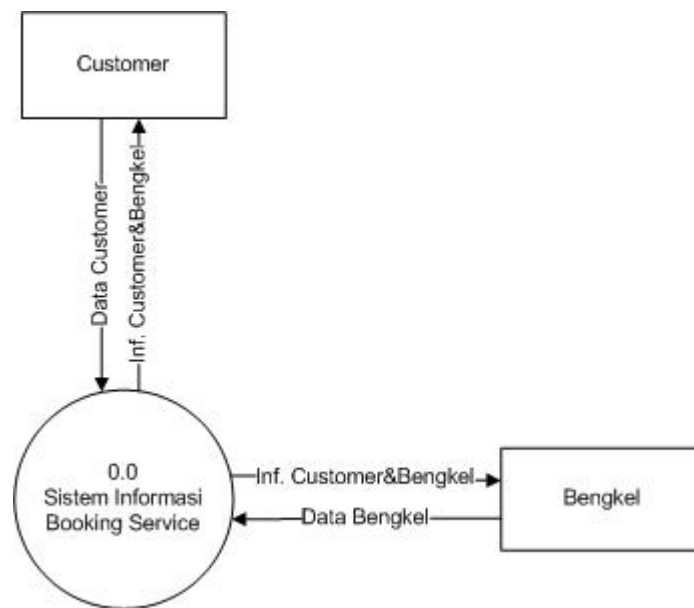 Customer
Data Customer
Inf. Customer&Bengkel
0.0
Sistem Informasi
Booking Service
Inf. Customer&Bengkel
Data Bengkel
Bengkel